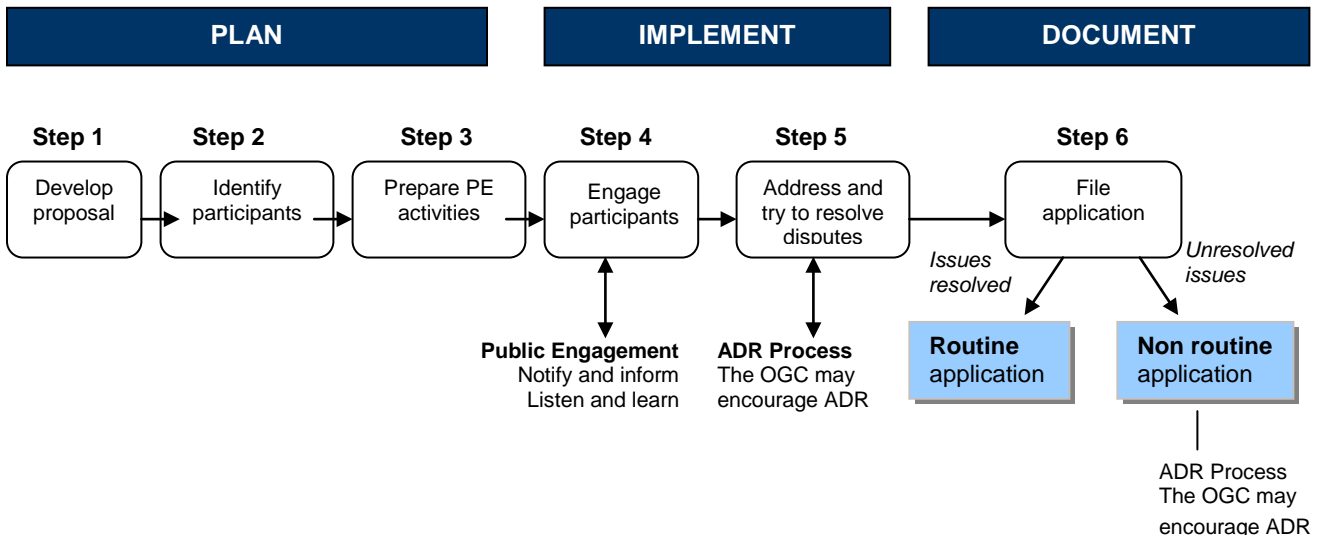 PLAN
IMPLEMENT
DOCUMENT
Step 1
Step 2
Step 3
Step 4
Step 5
Step 6
Develop
proposal
Identify
participants
Prepare PE
activities
Engage
participants
Address and
try to resolve
disputes
File
application
Issues
resolved
Unresolved
issues
Public Engagement
Notify and inform
Listen and learn
ADR Process
The OGC may
encourage ADR
Routine
application
Non routine
application
ADR Process
The OGC may
encourage ADR